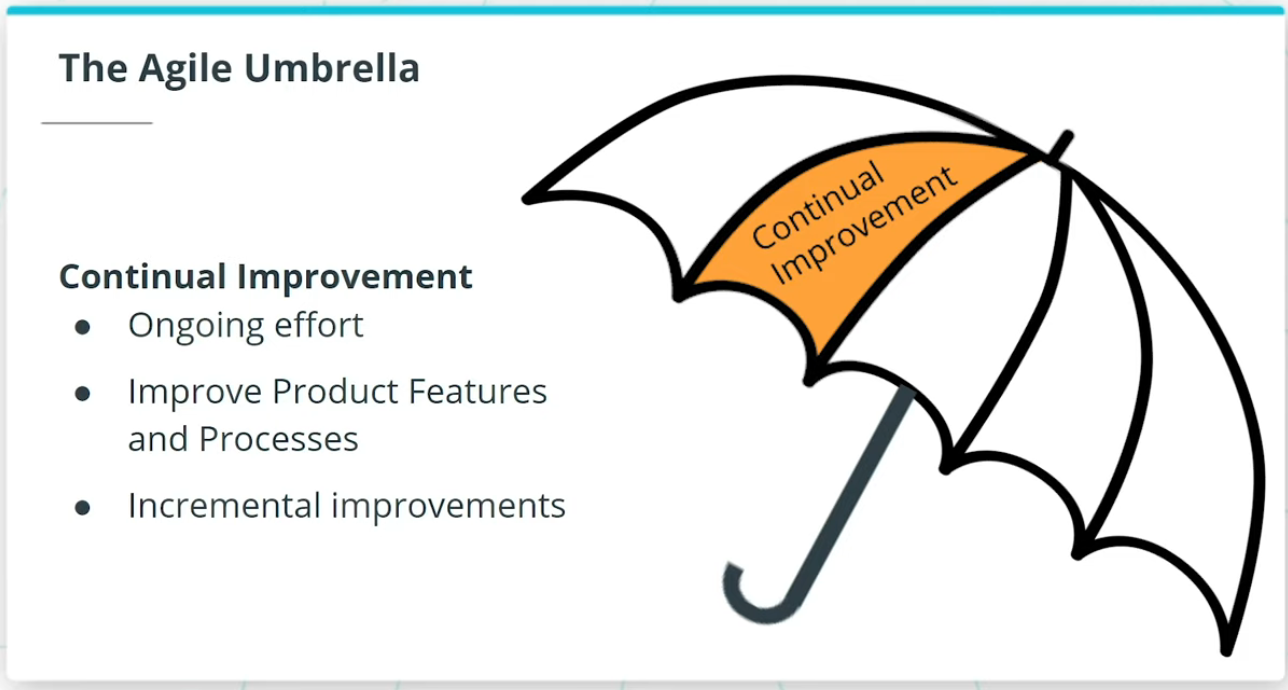 The Agile Umbrella
Continual Improvement
● Ongoing effort
● Improve Product Features
and Processes
● Incremental improvements
Continual
Improvement